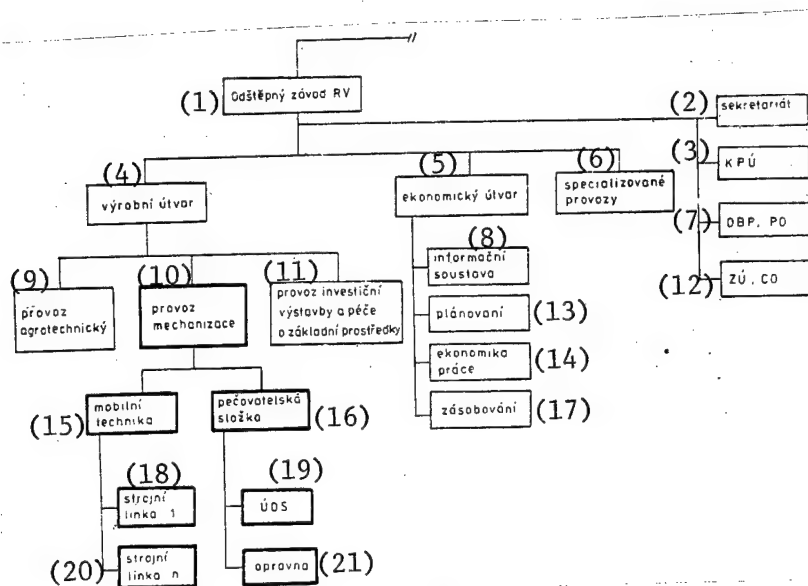 (1) Odštěpný závod RV
(2) sekretariát
(3) KPÚ
(4)
výrobní útvar
(5)
ekonomický útvar
(6)
specializované
provozy
(7) OBP, PO
(8)
informační
soustava
(9)
provoz
agrotechnický
(10)
provoz
mechanizace
(11)
provoz investiční
výstavby a péče
o základní prostředky
(12) ZÚ, CO
plánovaní (13)
ekonomika
práce (14)
(15) mobilní
technika
pečovatelská
složka (16)
zásobování (17)
(18)
strojní
linka 1
(19)
ÚOS
(20) strojní
linka n
opravna (21)